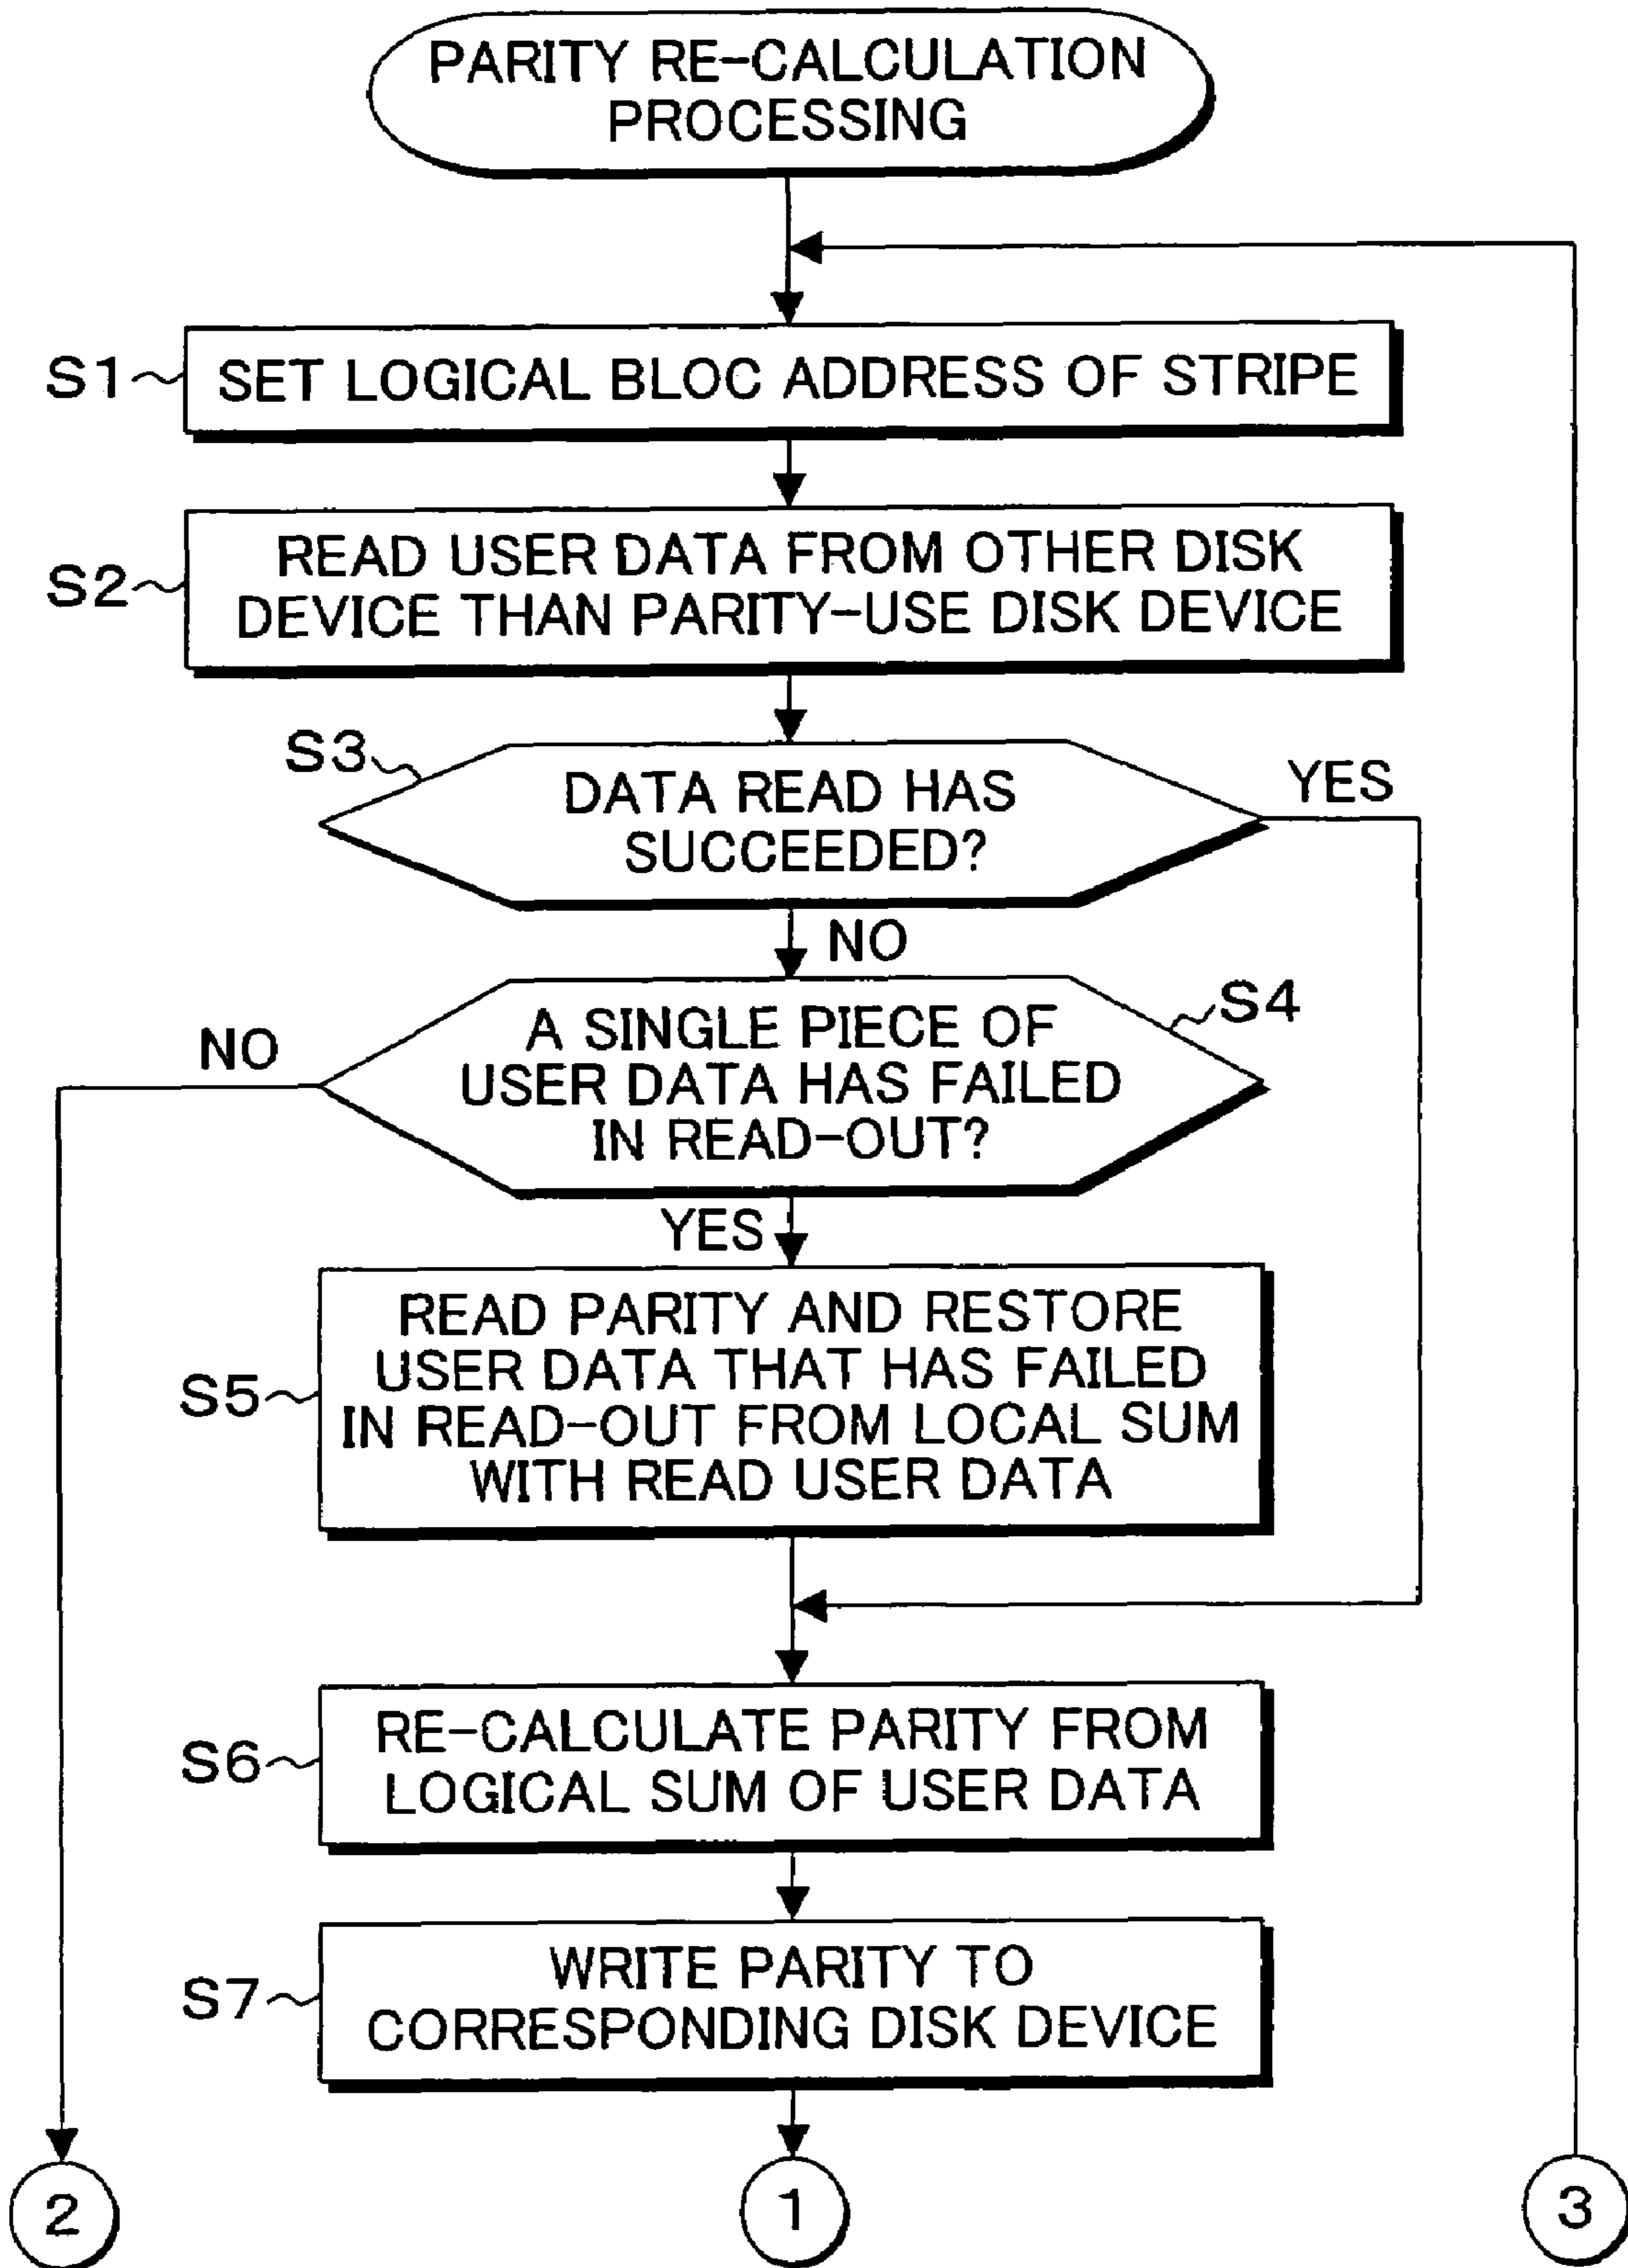 PARITY RE-CALCULATION
PROCESSING
S1
SET LOGICAL BLOC ADDRESS OF STRIPE
S2
READ USER DATA FROM OTHER DISK
DEVICE THAN PARITY-USE DISK DEVICE
S3
DATA READ HAS
SUCCEEDED?
YES
NO
S4
A SINGLE PIECE OF
USER DATA HAS FAILED
IN READ-OUT?
NO
YES
S5
READ PARITY AND RESTORE
USER DATA THAT HAS FAILED
IN READ-OUT FROM LOCAL SUM
WITH READ USER DATA
S6
RE-CALCULATE PARITY FROM
LOGICAL SUM OF USER DATA
S7
WRITE PARITY TO
CORRESPONDING DISK DEVICE
2
1
3